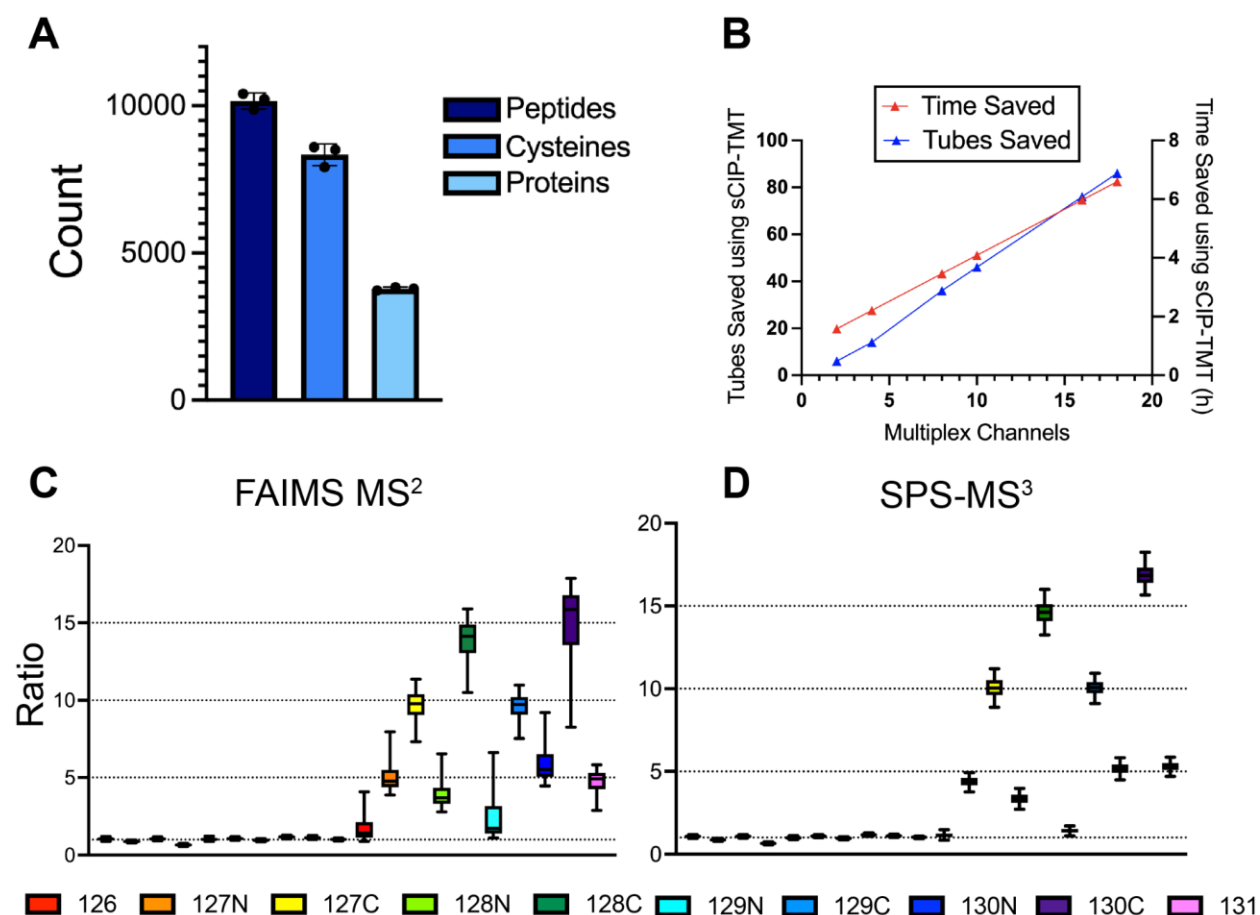 A
Count
10000
5000
0
Peptides
Cysteines
Proteins
B
Time Saved
Tubes Saved
Tubes Saved using sCIP-TMT
100
80
60
40
20
0
Time Saved using sCIP-TMT (h)
8
6
4
2
0
0
5
10
15
20
Multiplex Channels
C
FAIMS MS²
Ratio
20
15
10
5
0
D
SPS-MS³
20
15
10
5
0
126
127N
127C
128N
128C
129N
129C
130N
130C
131